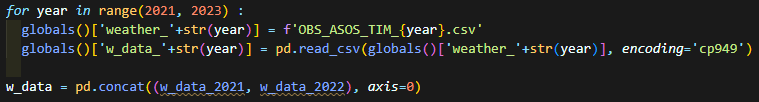 for year in range(2021, 2023) :
globals()['weather_'+str(year)] = f'OBS_ASOS_TIM_{year}.csv'
globals()['w_data_'+str(year)] = pd.read_csv(globals()['weather_'+str(year)], encoding='cp949')
w_data = pd.concat((w_data_2021, w_data_2022), axis=0)